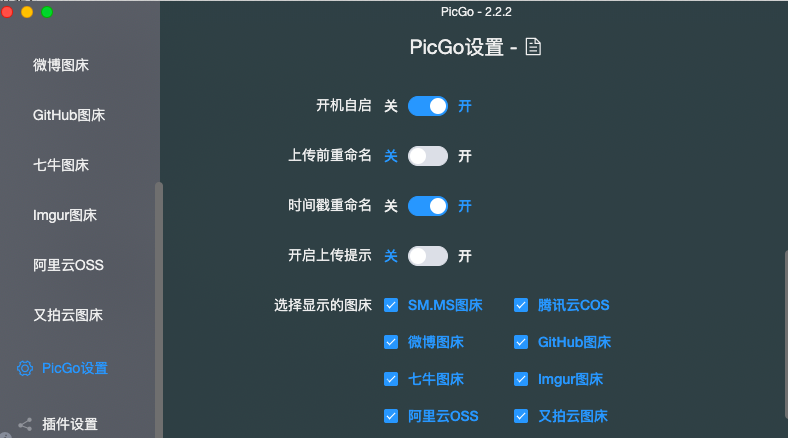 PicGo - 2.2.2
微博图床
GitHub图床
七牛图床
Imgur图床
阿里云OSS
又拍云图床
PicGo设置
插件设置
PicGo设置 -
开机自启 关 开
上传前重命名 关 开
时间戳重命名 关 开
开启上传提示 关 开
选择显示的图床 SM.MS图床 腾讯云COS
微博图床 GitHub图床
七牛图床 Imgur图床
阿里云OSS 又拍云图床